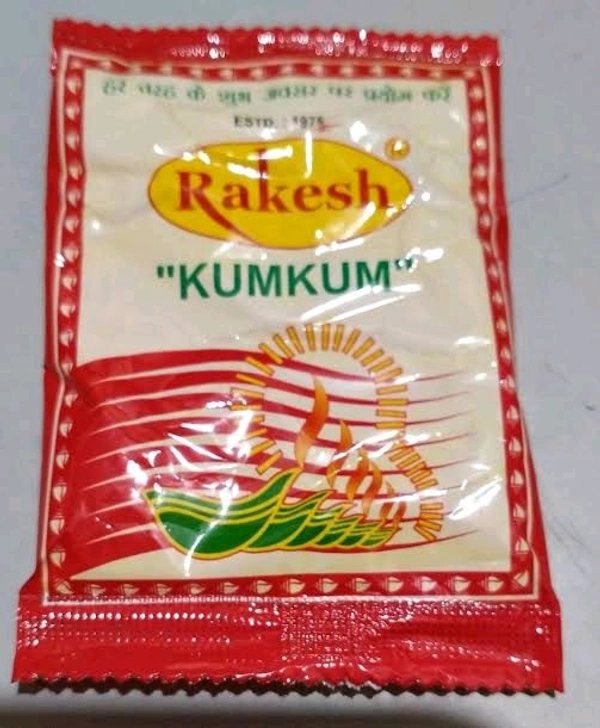 हर तरह के शुभ अवसर पर प्रयोग करें
ESTD. : 1975
®
Rakesh
"KUMKUM"